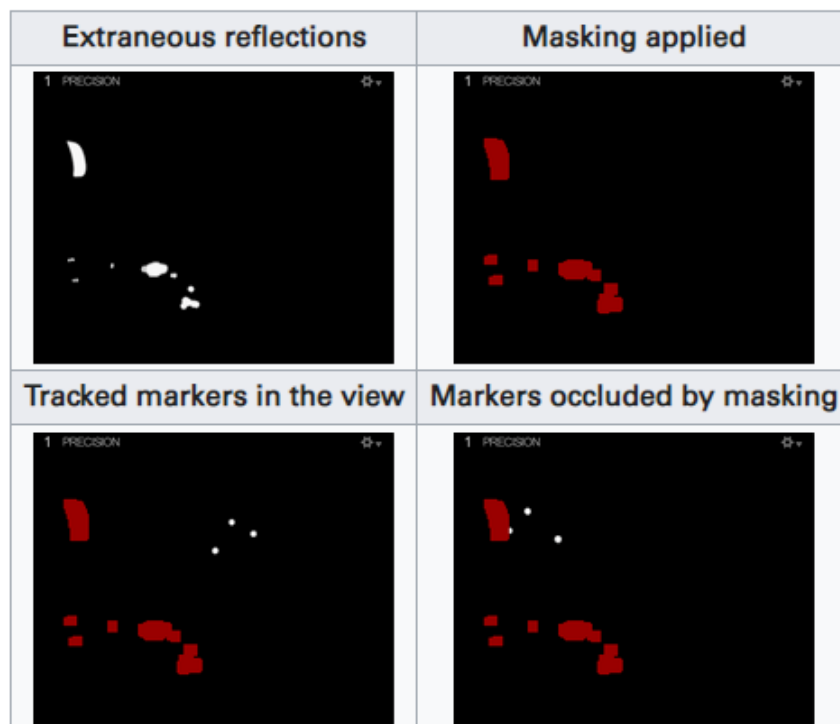 Extraneous reflections
Masking applied
1 PRECISION
1 PRECISION
Tracked markers in the view
Markers occluded by masking
1 PRECISION
1 PRECISION